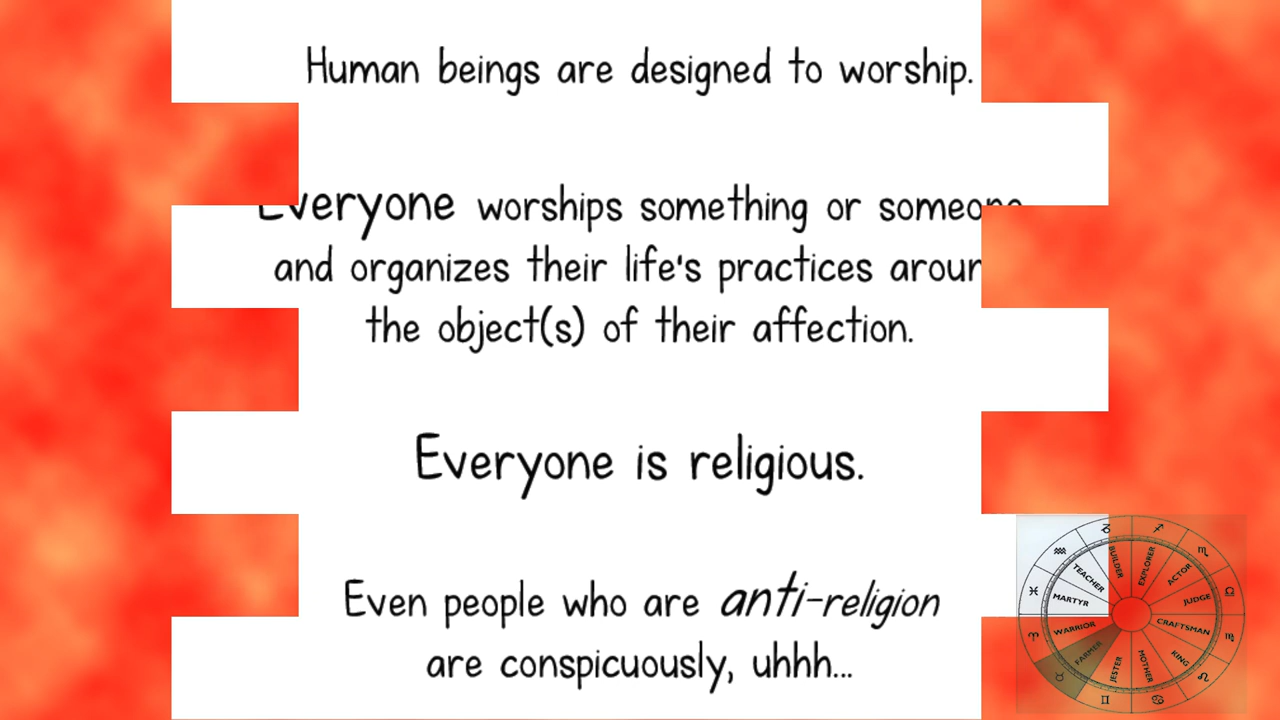 Human beings are designed to worship.
Everyone worships something or someone
and organizes their life's practices aroun
the object(s) of their affection.
Everyone is religious.
Even people who are anti-religion
are conspicuously, uhhh...
BUILDER
EXPLORER
ACTOR
JUDGE
CRAFTSMAN
KING
MOTHER
JESTER
FARMER
WARRIOR
MARTYR
TEACHER